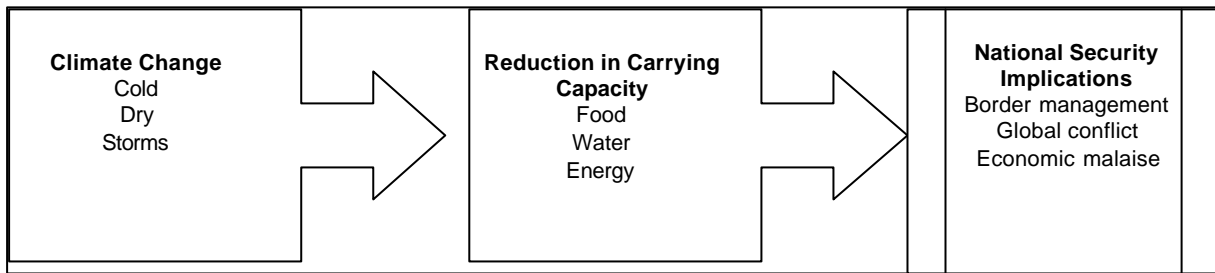 Climate Change
Cold
Dry
Storms
Reduction in Carrying
Capacity
Food
Water
Energy
National Security
Implications
Border management
Global conflict
Economic malaise